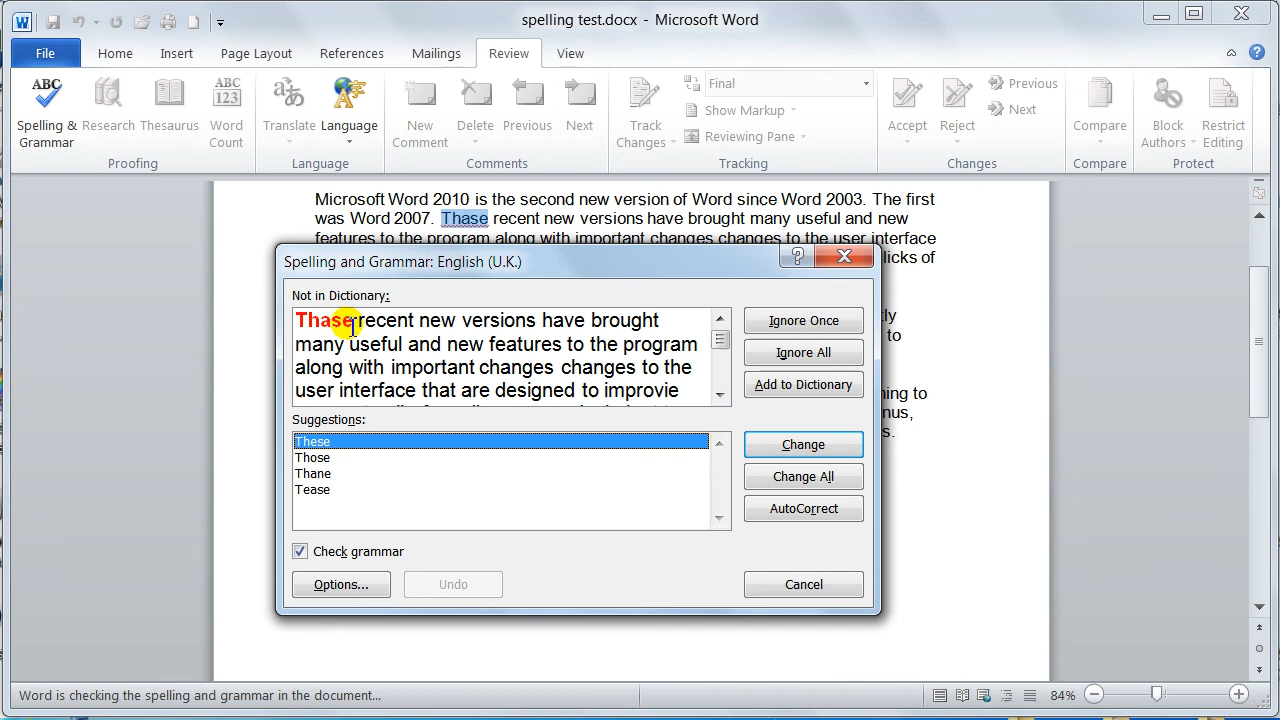 spelling test.docx - Microsoft Word
File Home Insert Page Layout References Mailings Review View
Final Previous
Show Markup Next
Reviewing Pane
Spelling & Grammar Research Thesaurus Word Count Translate Language New Comment Delete Previous Next Track Changes Accept Reject Compare Block Authors Restrict Editing
Proofing Language Comments Tracking Changes Compare Protect
Microsoft Word 2010 is the second new version of Word since Word 2003. The first
was Word 2007. Thase recent new versions have brought many useful and new
features to the program along with important changes changes to the user interface
licks of
Spelling and Grammar: English (U.K.)
Not in Dictionary:
Thase recent new versions have brought
many useful and new features to the program
along with important changes changes to the
user interface that are designed to improvie
Ignore Once
Ignore All
Add to Dictionary
Suggestions:
These
Those
Thane
Tease
Change
Change All
AutoCorrect
Check grammar
Options... Undo Cancel
to
ning to
nus,
s.
Word is checking the spelling and grammar in the document... 84%